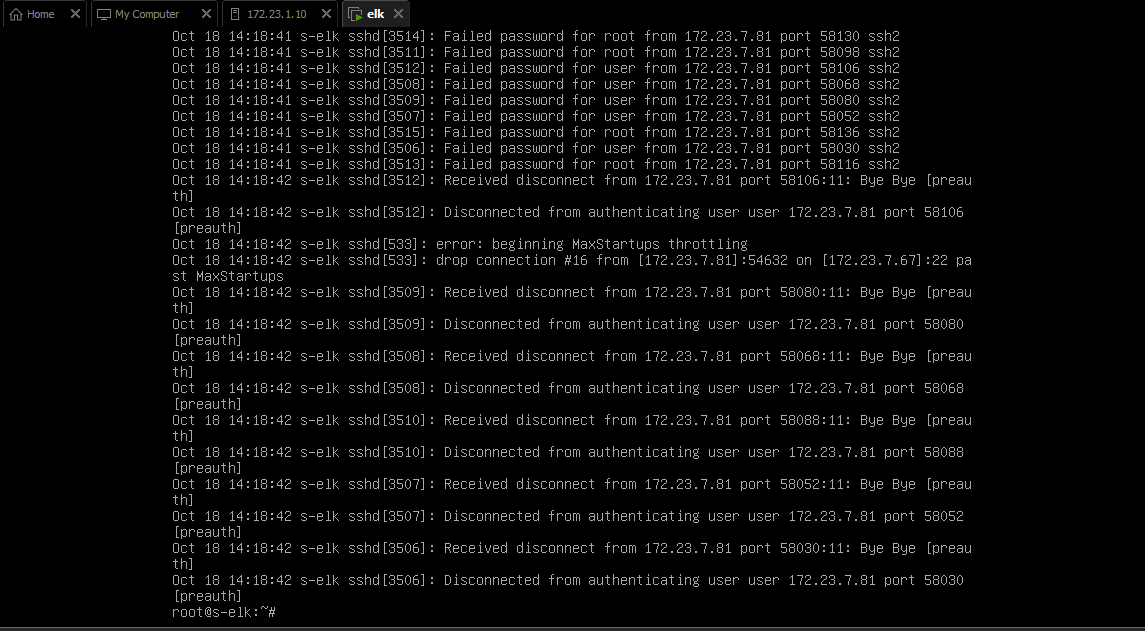 Home My Computer 172.23.1.10 elk
Oct 18 14:18:41 s-elk sshd[3514]: Failed password for root from 172.23.7.81 port 58130 ssh2
Oct 18 14:18:41 s-elk sshd[3511]: Failed password for root from 172.23.7.81 port 58098 ssh2
Oct 18 14:18:41 s-elk sshd[3512]: Failed password for user from 172.23.7.81 port 58106 ssh2
Oct 18 14:18:41 s-elk sshd[3508]: Failed password for user from 172.23.7.81 port 58068 ssh2
Oct 18 14:18:41 s-elk sshd[3509]: Failed password for user from 172.23.7.81 port 58080 ssh2
Oct 18 14:18:41 s-elk sshd[3507]: Failed password for user from 172.23.7.81 port 58052 ssh2
Oct 18 14:18:41 s-elk sshd[3515]: Failed password for root from 172.23.7.81 port 58136 ssh2
Oct 18 14:18:41 s-elk sshd[3506]: Failed password for user from 172.23.7.81 port 58030 ssh2
Oct 18 14:18:41 s-elk sshd[3513]: Failed password for root from 172.23.7.81 port 58116 ssh2
Oct 18 14:18:42 s-elk sshd[3512]: Received disconnect from 172.23.7.81 port 58106:11: Bye Bye [preau
th]
Oct 18 14:18:42 s-elk sshd[3512]: Disconnected from authenticating user user 172.23.7.81 port 58106
[preauth]
Oct 18 14:18:42 s-elk sshd[533]: error: beginning MaxStartups throttling
Oct 18 14:18:42 s-elk sshd[533]: drop connection #16 from [172.23.7.81]:54632 on [172.23.7.67]:22 pa
st MaxStartups
Oct 18 14:18:42 s-elk sshd[3509]: Received disconnect from 172.23.7.81 port 58080:11: Bye Bye [preau
th]
Oct 18 14:18:42 s-elk sshd[3509]: Disconnected from authenticating user user 172.23.7.81 port 58080
[preauth]
Oct 18 14:18:42 s-elk sshd[3508]: Received disconnect from 172.23.7.81 port 58068:11: Bye Bye [preau
th]
Oct 18 14:18:42 s-elk sshd[3508]: Disconnected from authenticating user user 172.23.7.81 port 58068
[preauth]
Oct 18 14:18:42 s-elk sshd[3510]: Received disconnect from 172.23.7.81 port 58088:11: Bye Bye [preau
th]
Oct 18 14:18:42 s-elk sshd[3510]: Disconnected from authenticating user user 172.23.7.81 port 58088
[preauth]
Oct 18 14:18:42 s-elk sshd[3507]: Received disconnect from 172.23.7.81 port 58052:11: Bye Bye [preau
th]
Oct 18 14:18:42 s-elk sshd[3507]: Disconnected from authenticating user user 172.23.7.81 port 58052
[preauth]
Oct 18 14:18:42 s-elk sshd[3506]: Received disconnect from 172.23.7.81 port 58030:11: Bye Bye [preau
th]
Oct 18 14:18:42 s-elk sshd[3506]: Disconnected from authenticating user user 172.23.7.81 port 58030
[preauth]
root@s-elk:~#